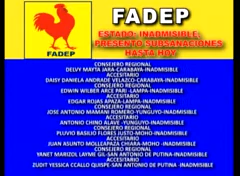 FADEP
FADEP
ESTADO: INADMISIBLE:
PRESENTO SUBSANACIONES
HASTA HOY
CONSEJERO REGIONAL
DELVY MAYTA JARA-CARABAYA-INADMISIBLE
ACCESITARIO
DAISY DANIELA ANDRADE VELAZCO-CARABAYA-INADMISIBLE
CONSEJERO REGIONAL
EDWIN WILBER ARCE PARI-LAMPA-INADMISIBLE
ACCESITARIO
EDGAR ROJAS APAZA-LAMPA-INADMISIBLE
CONSEJERO REGIONAL
JOSE ANTONIO MAMANI ROMERO-YUNGUYO-INADMISIBLE
ACCESITARIO
ANTONIO CHINO ALAVE -YUNGUYO-INADMISIBLE
CONSEJERO REGIONAL
PLUVIO BASILIO FLORES JUSTO-MOHO-INADMISIBLE
ACCESITARIO
JUAN ASUNTO MOLLEAPAZA CHIARA-MOHO -INADMISIBLE
CONSEJERO REGIONAL
YANET MARIZOL LAYME GIL-SAN ANTONIO DE PUTINA-INADMISIBLE
ACCESITARIO
ZUDIT YESSICA CCALLO QUISPE-SAN ANTONIO DE PUTINA -INADMISIBLE